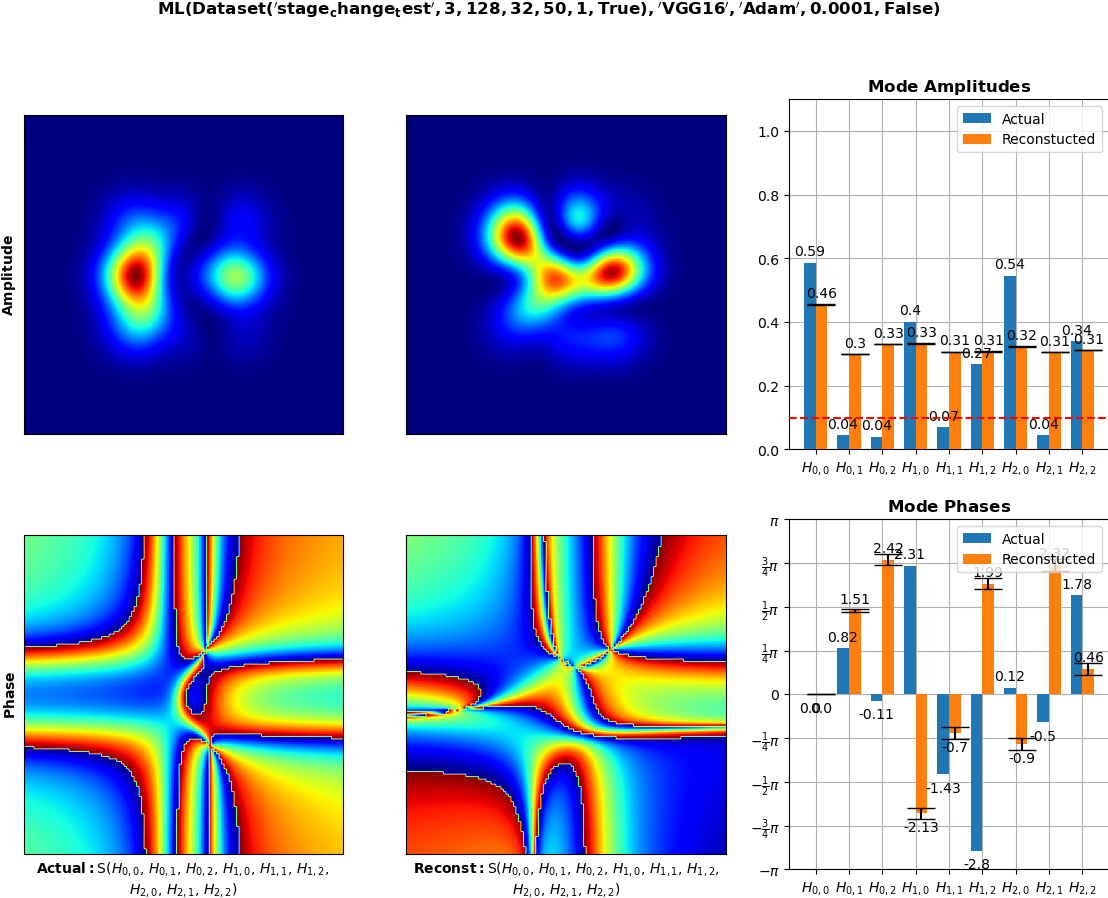 ML(Dataset('stage_change_test', 3, 128, 32, 50, 1, True), 'VGG16', 'Adam', 0.0001, False)
Amplitude
Mode Amplitudes
Actual
Reconstucted
1.0
0.8
0.6
0.4
0.2
0.0
0.59
0.46
0.04
0.3
0.04
0.33
0.4
0.33
0.07
0.31
0.27
0.31
0.54
0.32
0.04
0.31
0.34
0.31
H0,0 H0,1 H0,2 H1,0 H1,1 H1,2 H2,0 H2,1 H2,2
Phase
Mode Phases
Actual
Reconstucted
π
3/4π
1/2π
1/4π
0
−1/4π
−1/2π
−3/4π
−π
0.0
0.0
0.82
1.51
-0.11
2.42
2.31
-2.13
-1.43
-0.7
-2.8
1.99
0.12
-0.9
-0.5
2.32
1.78
0.46
H0,0 H0,1 H0,2 H1,0 H1,1 H1,2 H2,0 H2,1 H2,2
Actual: S(H0,0, H0,1, H0,2, H1,0, H1,1, H1,2,
H2,0, H2,1, H2,2)
Reconst: S(H0,0, H0,1, H0,2, H1,0, H1,1, H1,2,
H2,0, H2,1, H2,2)